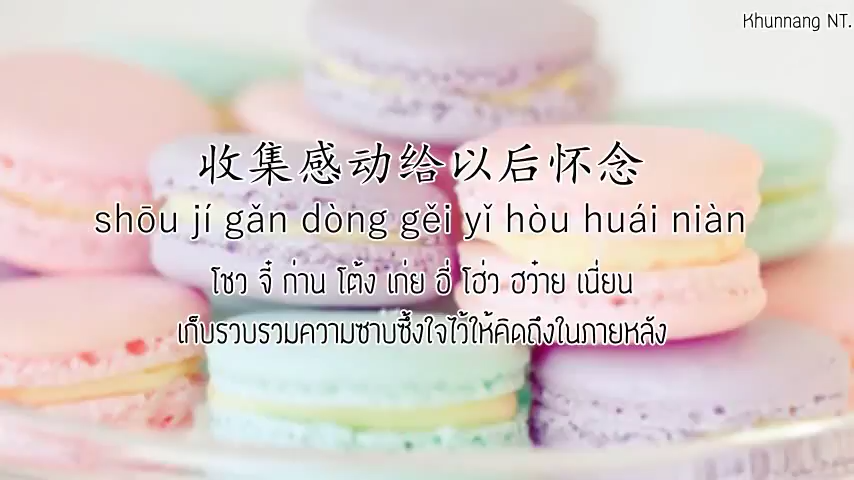 Khunnang NT.
收集感动给以后怀念
shōu jí gǎn dòng gěi yǐ hòu huái niàn
โชว จี๋ ก่าน โต้ง เก่ย อี่ โฮ่ว ฮว๋าย เนี่ยน
เก็บรวบรวมความซาบซึ้งใจไว้ให้คิดถึงในภายหลัง